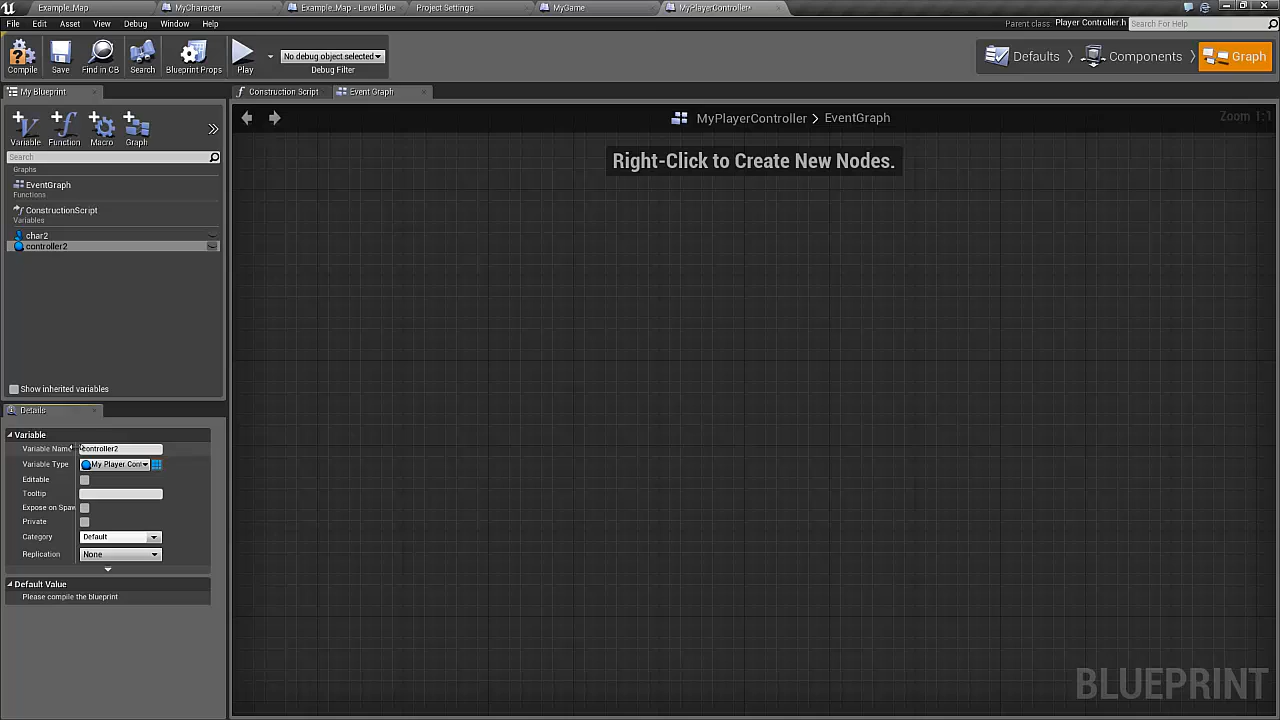 Example_Map
MyCharacter
Example_Map - Level Blue
Project Settings
MyGame
MyPlayerController*
File Edit Asset View Debug Window Help
Parent class: Player Controller.h
Search For Help
Compile
Save
Find in CB
Search
Blueprint Props
Play
No debug object selected
Debug Filter
Defaults
Components
Graph
My Blueprint
Construction Script
Event Graph
Variable
Function
Macro
Graph
MyPlayerController > EventGraph
Zoom 1:1
Search
Right-Click to Create New Nodes.
Graphs
EventGraph
Functions
ConstructionScript
Variables
char2
controller2
Show inherited variables
Details
Variable
Variable Name controller2
Variable Type My Player Cont
Editable
Tooltip
Expose on Spaw
Private
Category Default
Replication None
Default Value
Please compile the blueprint
BLUEPRINT